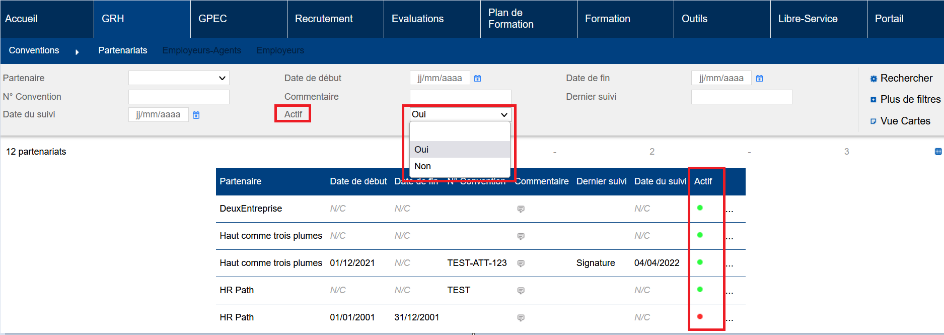 Accueil GRH GPEC Recrutement Evaluations Plan de Formation Formation Outils Libre-Service Portail
Conventions Partenariats Employeurs-Agents Employeurs
Partenaire Date de début jj/mm/aaaa Date de fin jj/mm/aaaa Rechercher
N° Convention Commentaire Dernier suivi Plus de filtres
Date du suivi jj/mm/aaaa Actif Oui Vue Cartes
Oui
Non
12 partenariats - 2 - 3
Partenaire Date de début Date de fin N° Convention Commentaire Dernier suivi Date du suivi Actif
DeuxEntreprise N/C N/C N/C ...
Haut comme trois plumes N/C N/C N/C ...
Haut comme trois plumes 01/12/2021 TEST-ATT-123 Signature 04/04/2022 ...
HR Path N/C N/C TEST N/C ...
HR Path 01/01/2001 31/12/2001 N/C ...